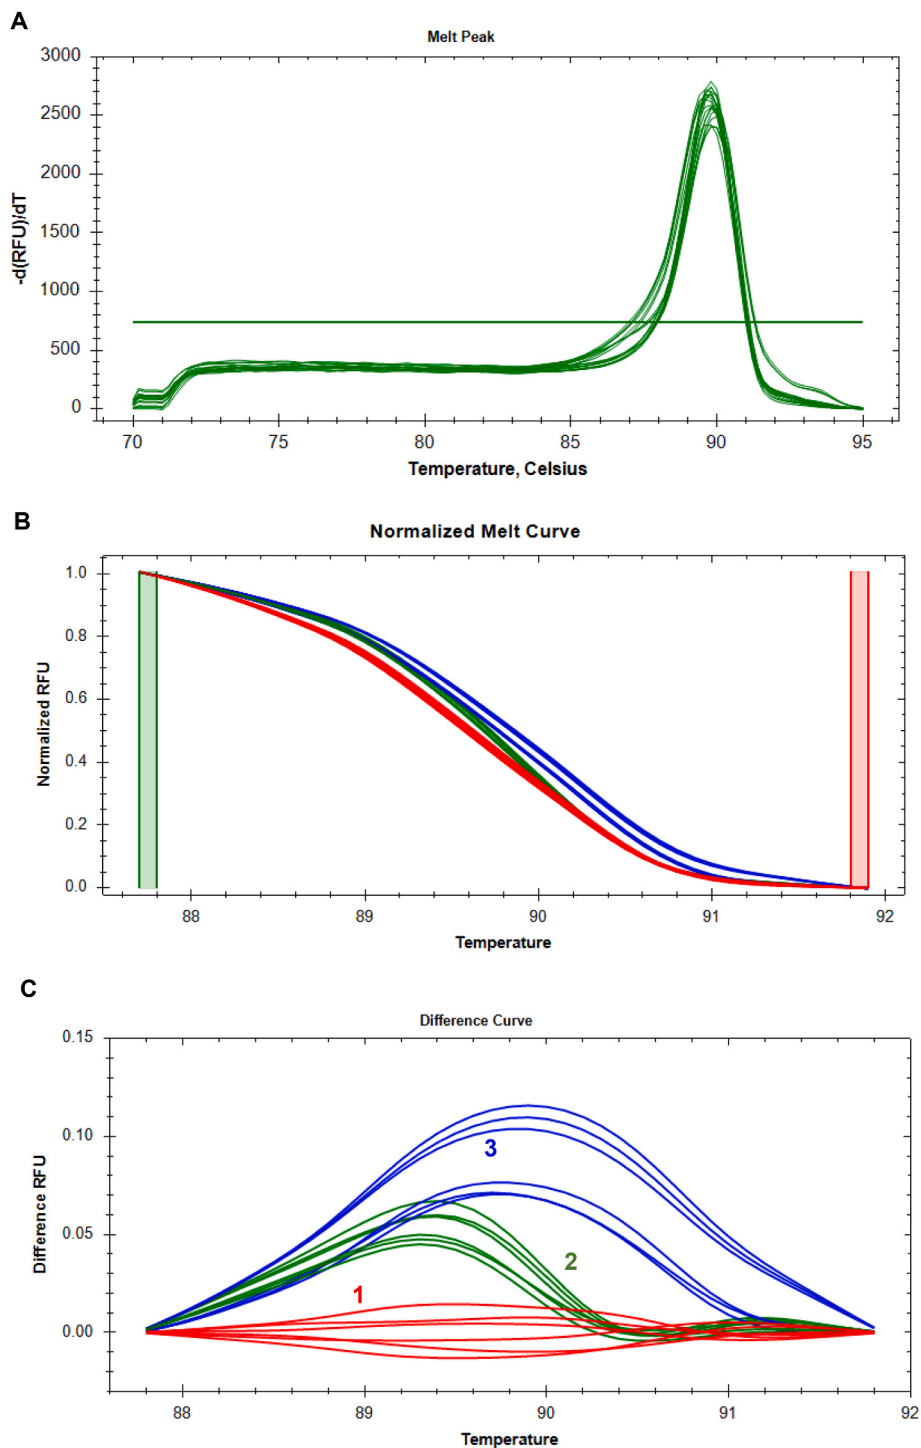 A
Melt Peak
3000
2500
2000
1500
1000
500
0
-d(RFU)/dT
70 75 80 85 90 95
Temperature, Celsius
B
Normalized Melt Curve
1.0
0.8
0.6
0.4
0.2
0.0
Normalized RFU
88 89 90 91 92
Temperature
C
Difference Curve
0.15
0.10
0.05
0.00
Difference RFU
3
2
1
88 89 90 91 92
Temperature